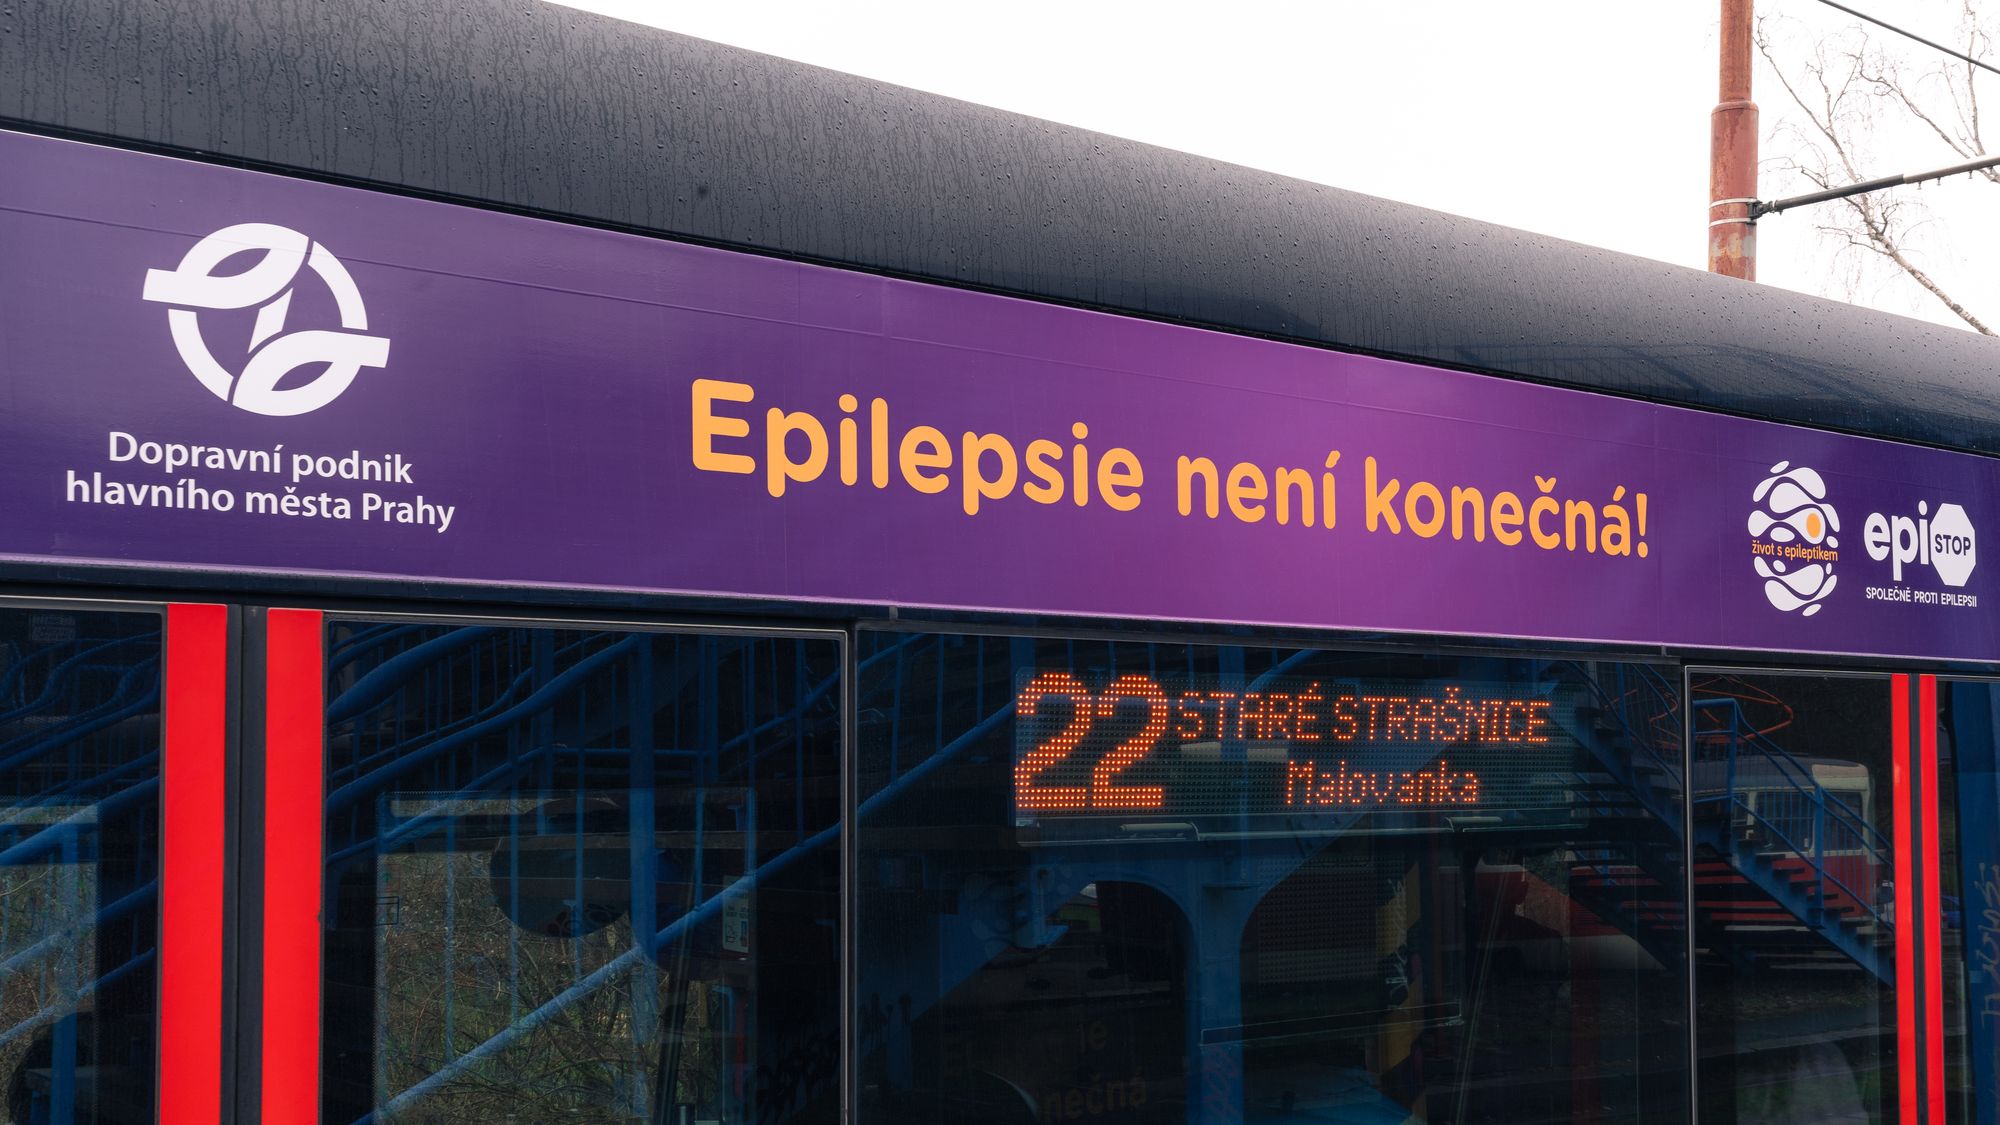 Dopravní podnik
hlavního města Prahy
Epilepsie není konečná!
život s epileptikem
epi STOP
SPOLEČNĚ PROTI EPILEPSII
22 STARÉ STRAŠNICE
Malovanka